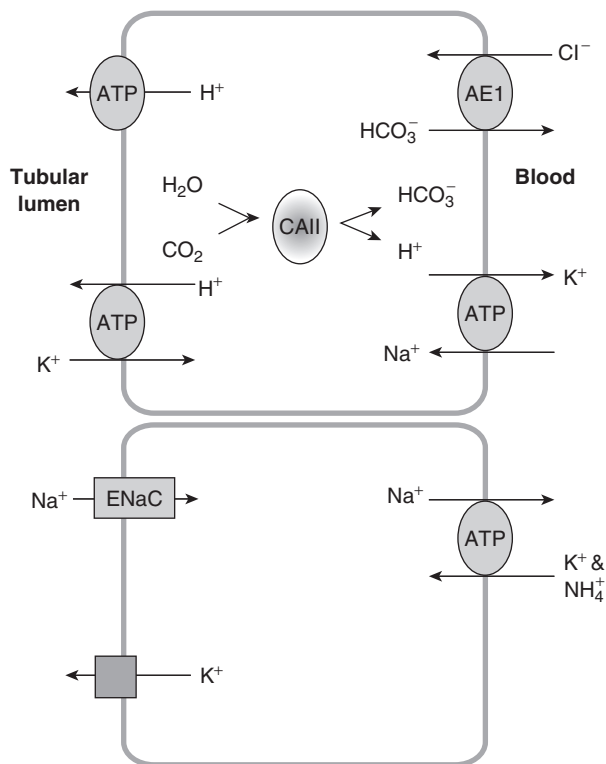 Cl⁻
ATP
H⁺
AE1
HCO₃⁻
Tubular
lumen
H₂O
CO₂
CAII
HCO₃⁻
H⁺
Blood
H⁺
ATP
K⁺
K⁺
ATP
Na⁺
Na⁺
ENaC
Na⁺
ATP
K⁺ &
NH₄⁺
K⁺